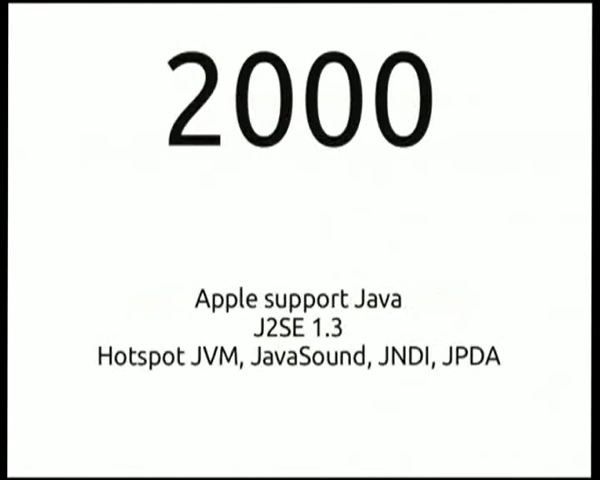 2000
Apple support Java
J2SE 1.3
Hotspot JVM, JavaSound, JNDI, JPDA